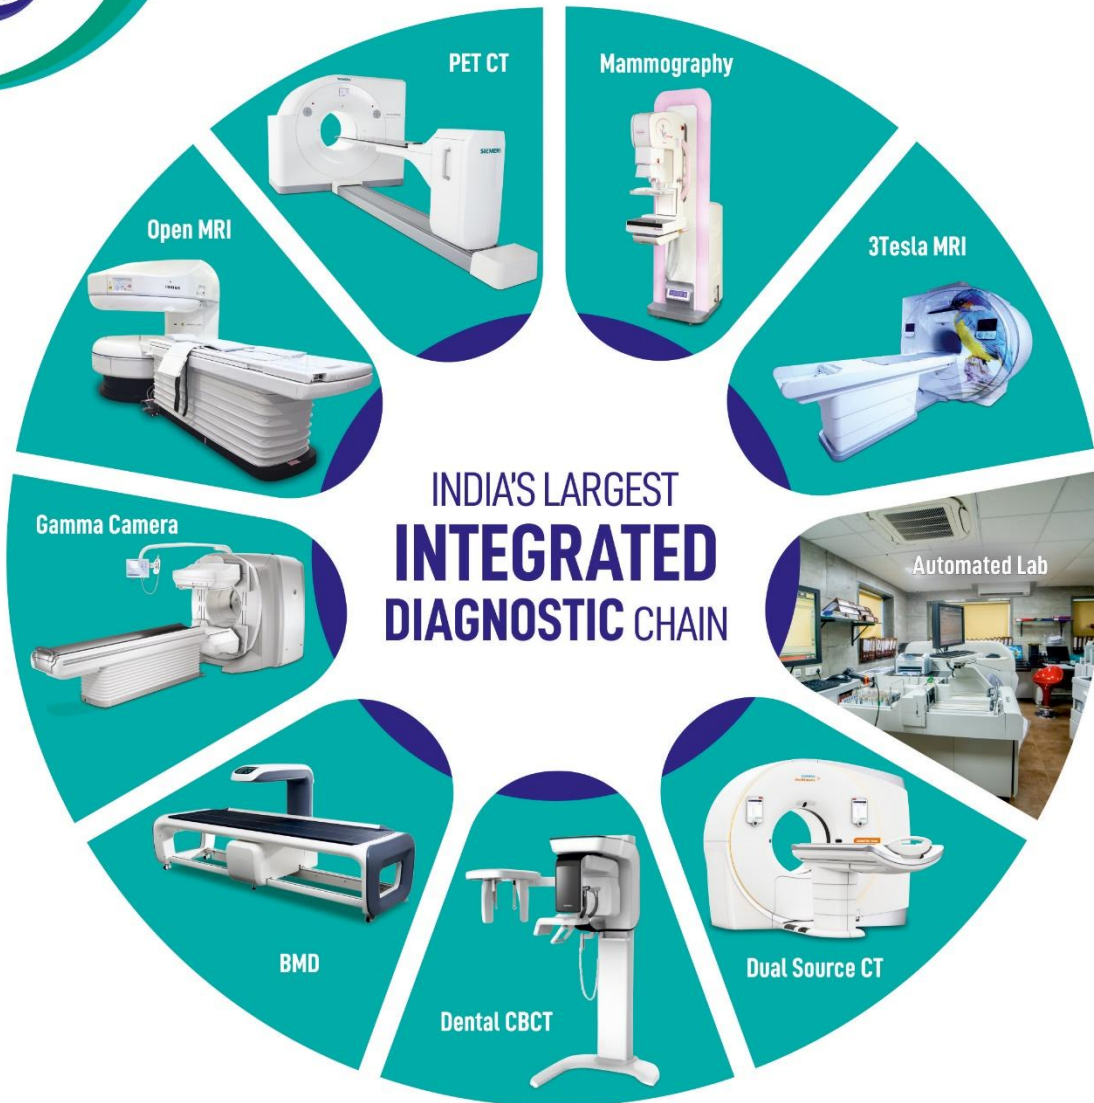 PET CT
Mammography
Open MRI
3Tesla MRI
SIEMENS
INDIA'S LARGEST
INTEGRATED
DIAGNOSTIC CHAIN
Gamma Camera
Automated Lab
BMD
Dental CBCT
Dual Source CT